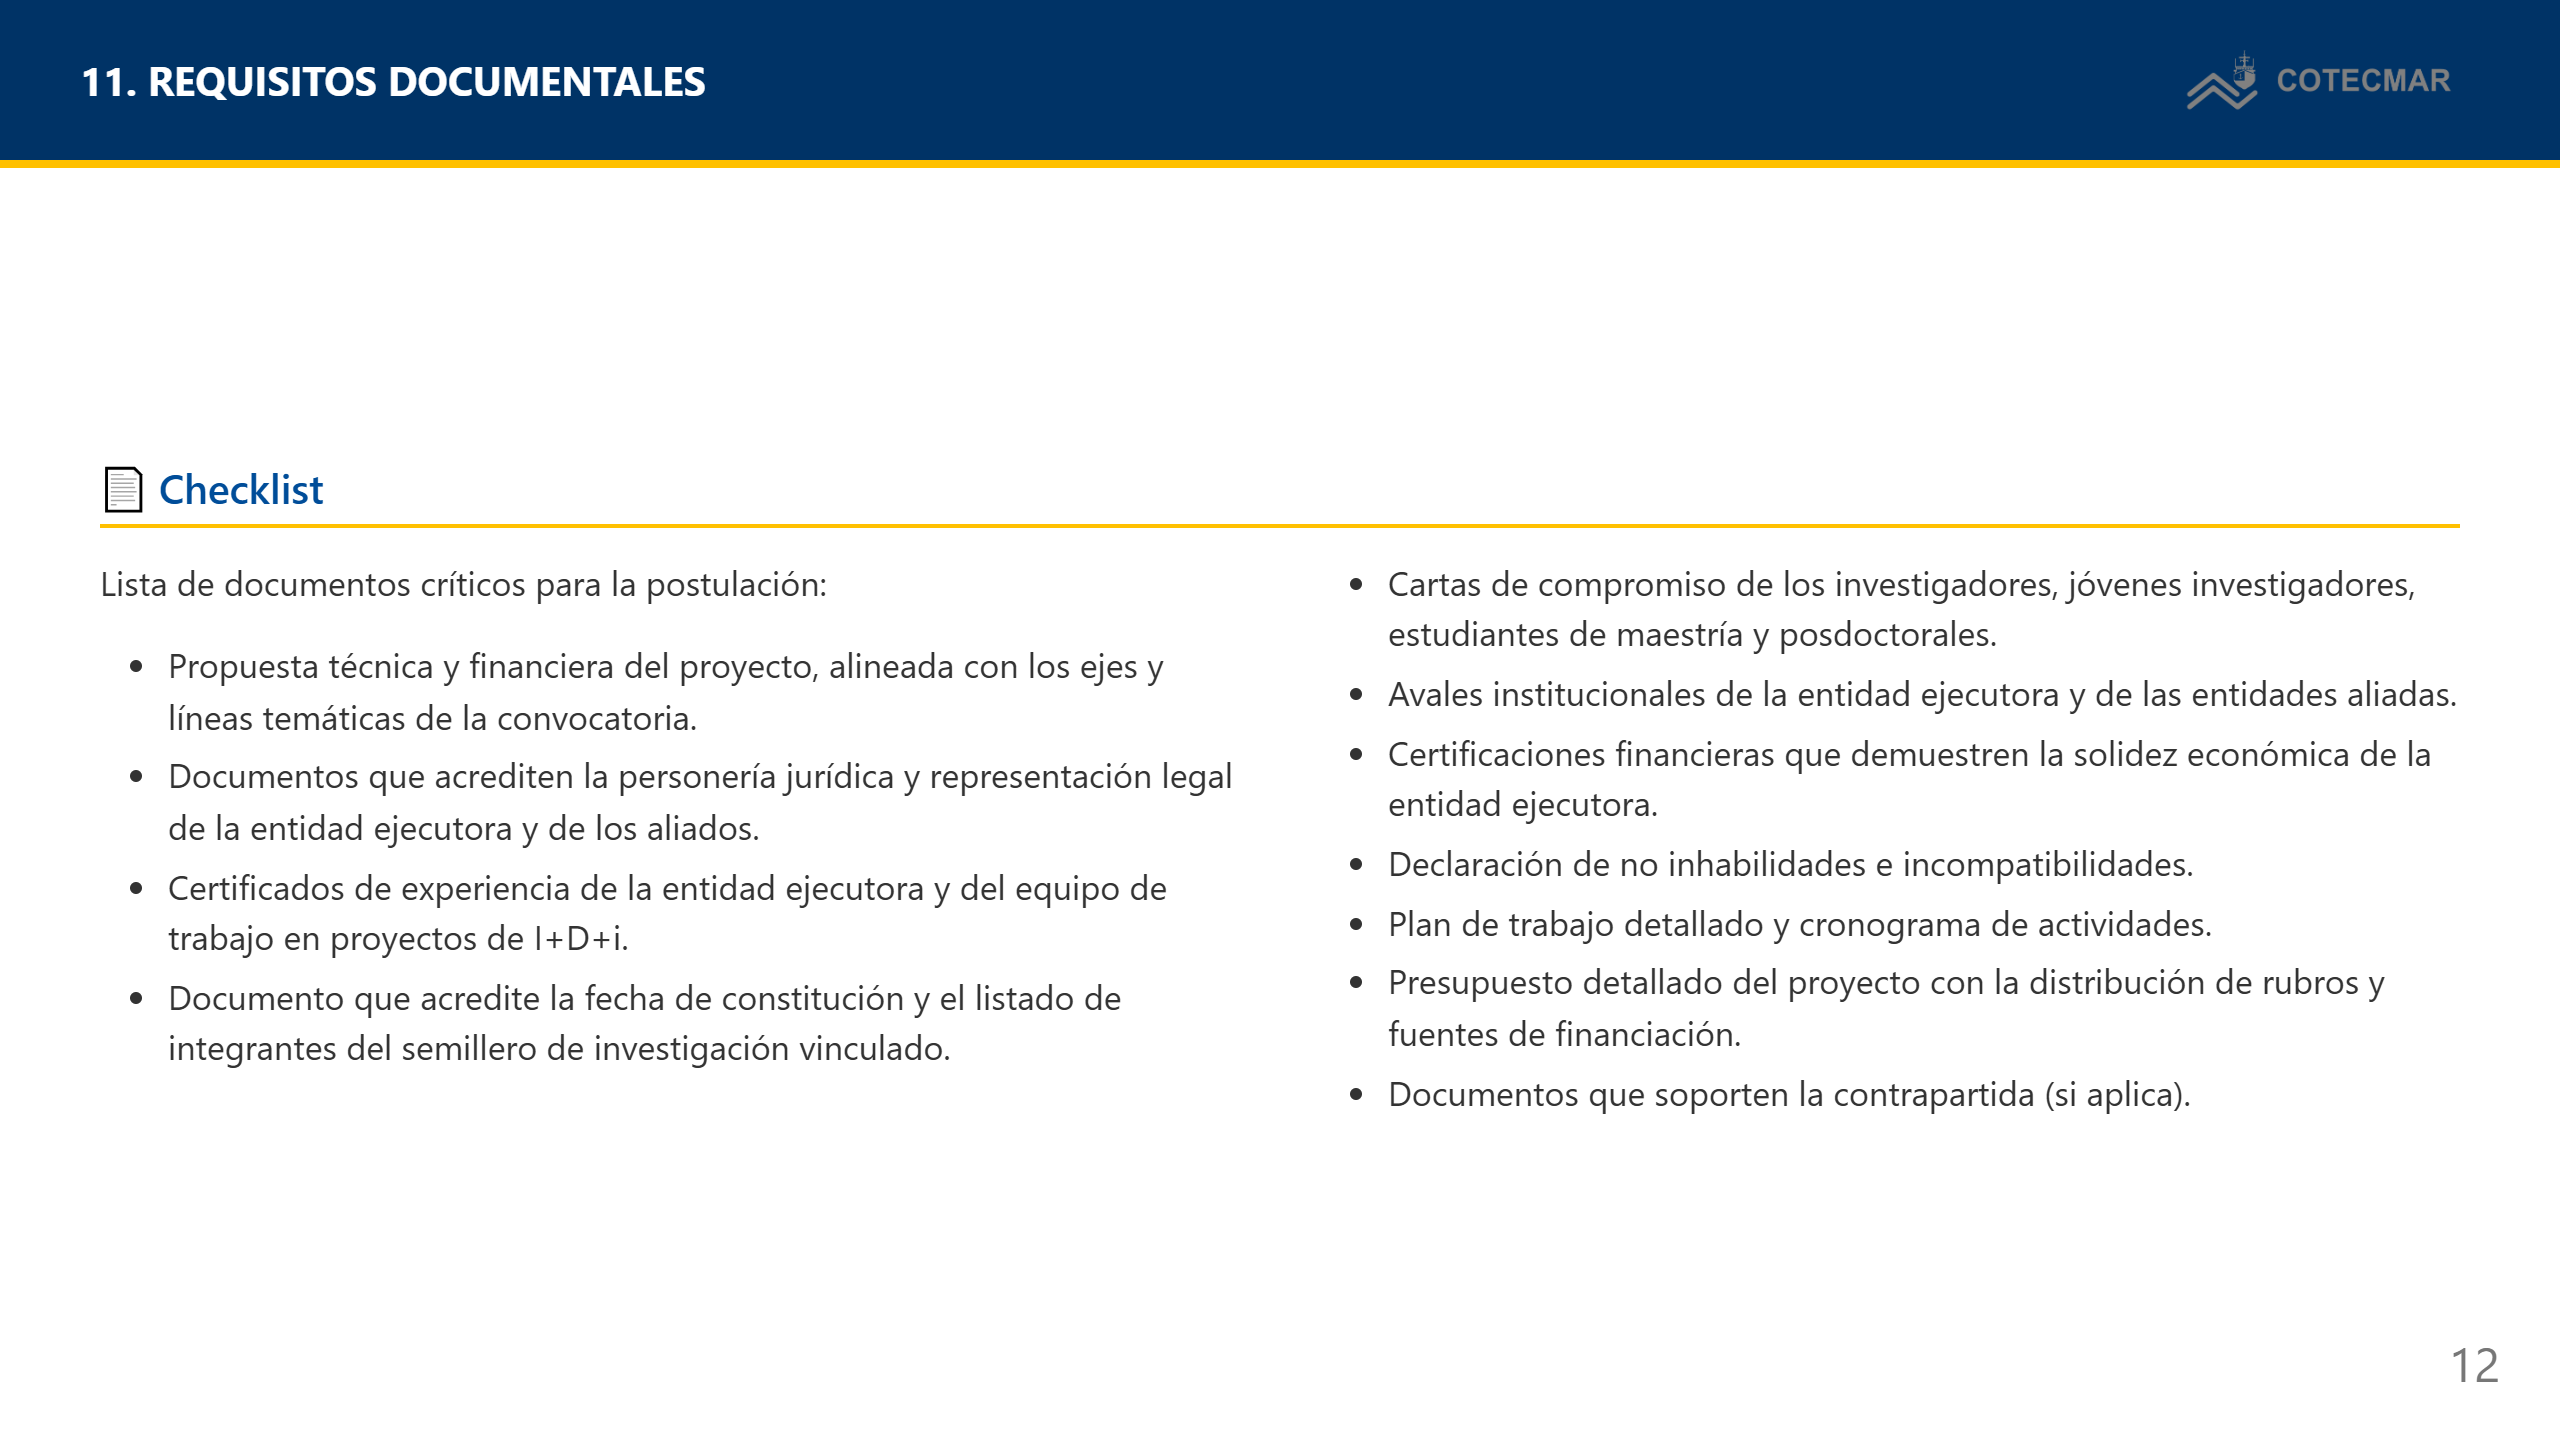 11. REQUISITOS DOCUMENTALES
COTECMAR
Checklist
Lista de documentos críticos para la postulación:
• Propuesta técnica y financiera del proyecto, alineada con los ejes y
líneas temáticas de la convocatoria.
• Documentos que acrediten la personería jurídica y representación legal
de la entidad ejecutora y de los aliados.
• Certificados de experiencia de la entidad ejecutora y del equipo de
trabajo en proyectos de I+D+i.
• Documento que acredite la fecha de constitución y el listado de
integrantes del semillero de investigación vinculado.
• Cartas de compromiso de los investigadores, jóvenes investigadores,
estudiantes de maestría y posdoctorales.
• Avales institucionales de la entidad ejecutora y de las entidades aliadas.
• Certificaciones financieras que demuestren la solidez económica de la
entidad ejecutora.
• Declaración de no inhabilidades e incompatibilidades.
• Plan de trabajo detallado y cronograma de actividades.
• Presupuesto detallado del proyecto con la distribución de rubros y
fuentes de financiación.
• Documentos que soporten la contrapartida (si aplica).
12